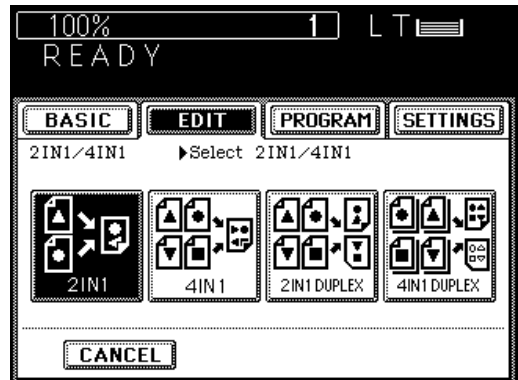 100% 1 LT
READY
BASIC EDIT PROGRAM SETTINGS
2IN1/4IN1 ▶Select 2IN1/4IN1
2IN1 4IN1 2IN1 DUPLEX 4IN1 DUPLEX
CANCEL